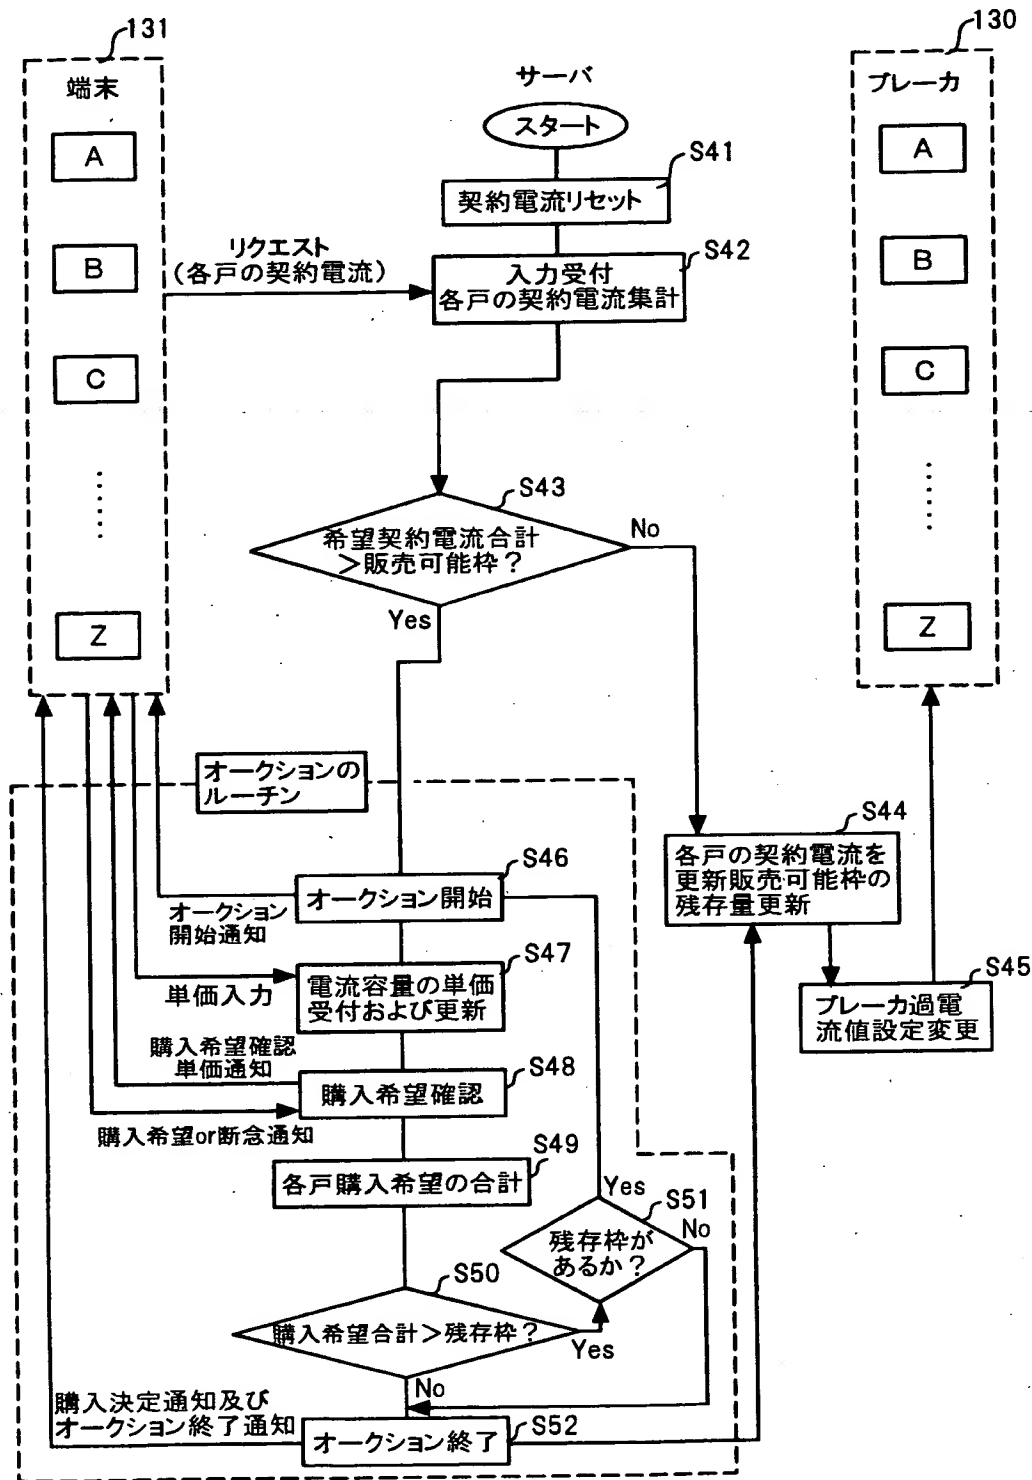 131
端末
A
B
C
Z
サーバ
スタート
S41
契約電流リセット
リクエスト
(各戸の契約電流)
S42
入力受付
各戸の契約電流集計
130
ブレーカ
A
B
C
Z
S43
希望契約電流合計
>販売可能枠?
No
Yes
オークションの
ルーチン
S44
各戸の契約電流を
更新販売可能枠の
残存量更新
S45
ブレーカ過電
流値設定変更
S46
オークション開始
オークション
開始通知
S47
電流容量の単価
受付および更新
単価入力
購入希望確認
単価通知
S48
購入希望確認
購入希望or断念通知
S49
各戸購入希望の合計
Yes
S51
No
残存枠が
あるか?
S50
購入希望合計>残存枠?
Yes
No
購入決定通知及び
オークション終了通知
S52
オークション終了